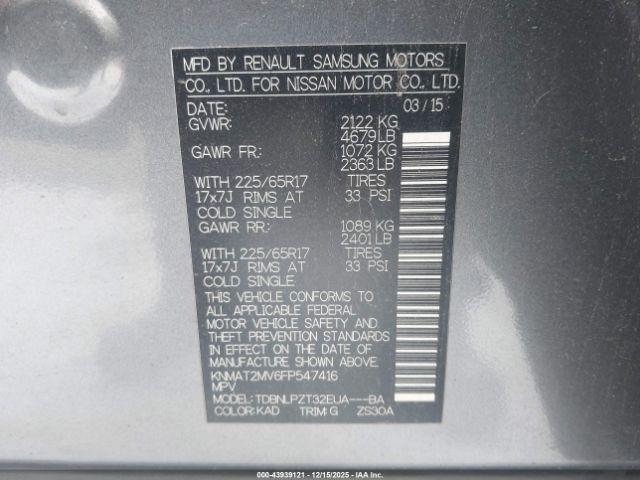 MFD BY RENAULT SAMSUNG MOTORS
CO., LTD. FOR NISSAN MOTOR CO., LTD.
DATE: 03/15
GVWR: 2122 KG
4679 LB
GAWR FR.: 1072 KG
2363 LB
WITH 225/65R17 TIRES
17x7J RIMS AT 33 PSI
COLD SINGLE
GAWR RR.: 1089 KG
2401 LB
WITH 225/65R17 TIRES
17x7J RIMS AT 33 PSI
COLD SINGLE
THIS VEHICLE CONFORMS TO
ALL APPLICABLE FEDERAL
MOTOR VEHICLE SAFETY AND
THEFT PREVENTION STANDARDS
IN EFFECT ON THE DATE OF
MANUFACTURE SHOWN ABOVE.
KNMAT2MV6FP547416
MPV
MODEL: TDBNLPZT32EUA---BA
COLOR: KAD TRIM: G ZS30A
000-43939121 - 12/15/2025 - COPYRIGHT IAA, LLC.